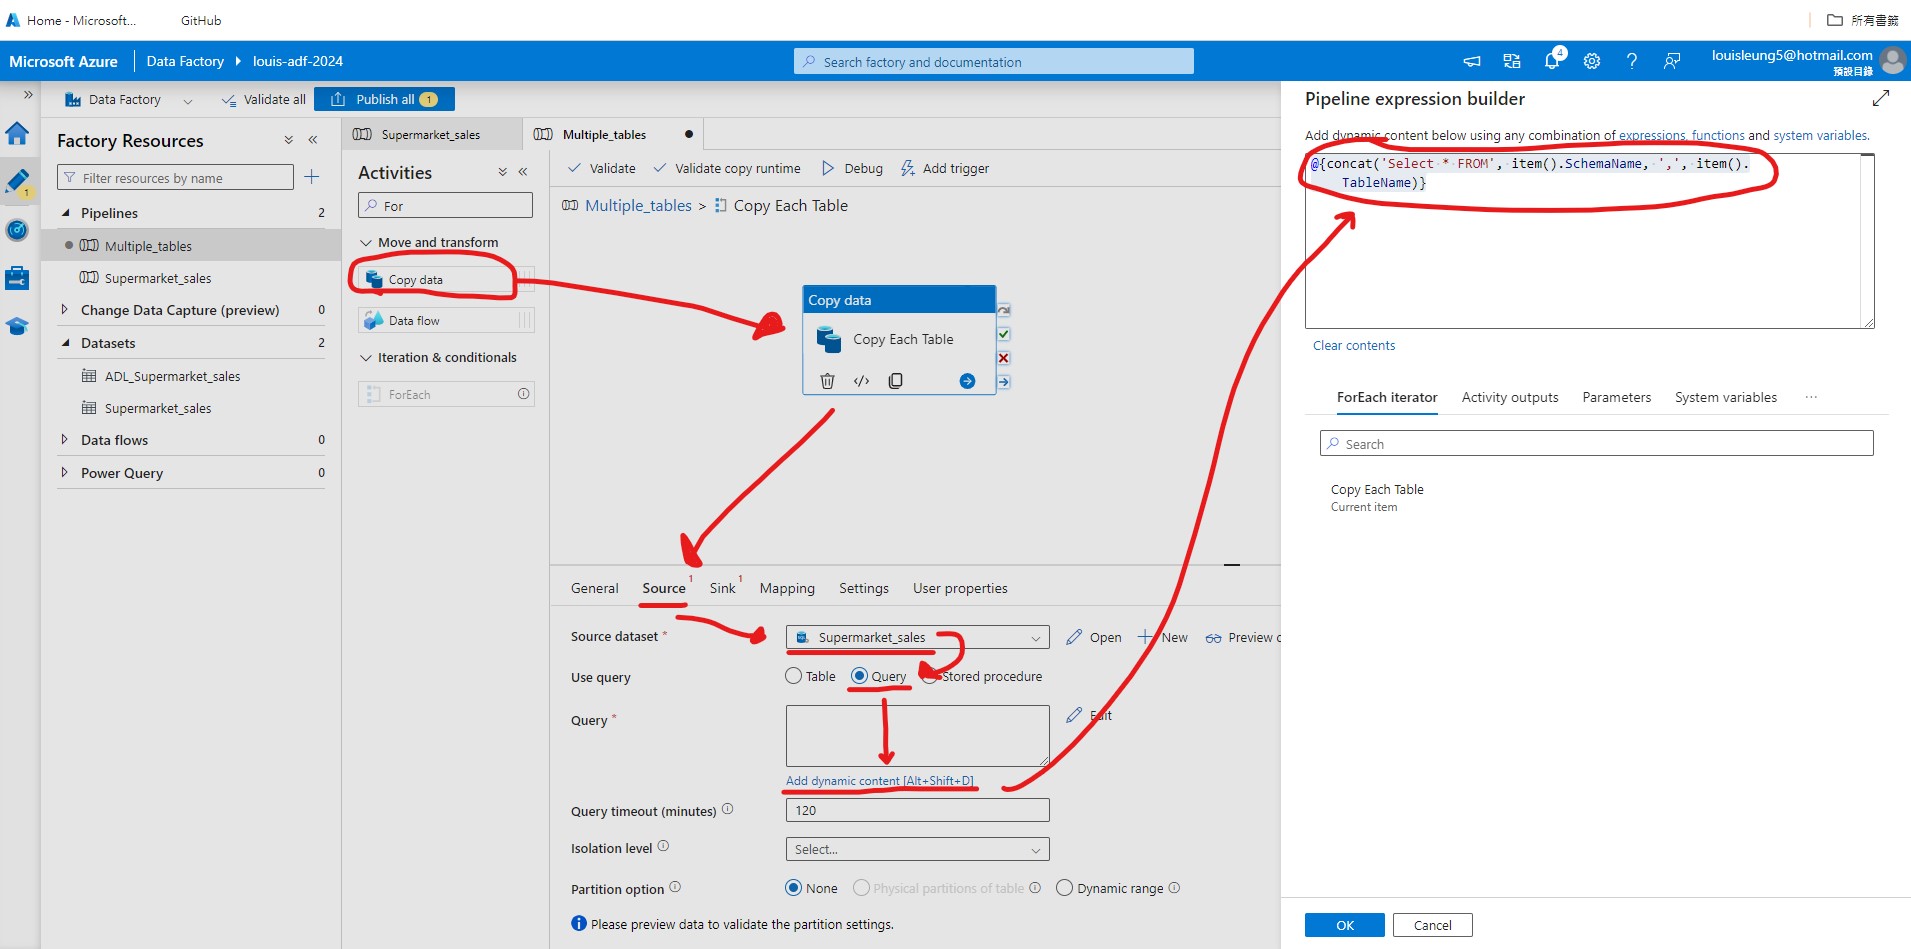 Home - Microsoft...
GitHub
所有書籤
Microsoft Azure
Data Factory
louis-adf-2024
Search factory and documentation
4
louisleung5@hotmail.com
預設目錄
Data Factory
Validate all
Publish all
1
Factory Resources
Filter resources by name
1
Pipelines
2
Multiple_tables
Supermarket_sales
Change Data Capture (preview)
0
Datasets
2
ADL_Supermarket_sales
Supermarket_sales
Data flows
0
Power Query
0
Supermarket_sales
Multiple_tables
Activities
For
Move and transform
Copy data
Data flow
Iteration & conditionals
ForEach
Validate
Validate copy runtime
Debug
Add trigger
Multiple_tables > Copy Each Table
Copy data
Copy Each Table
General
Source
1
Sink
1
Mapping
Settings
User properties
Source dataset *
Supermarket_sales
Open
New
Preview
Use query
Table
Query
Stored procedure
Query *
Edit
Add dynamic content [Alt+Shift+D]
Query timeout (minutes)
120
Isolation level
Select...
Partition option
None
Physical partitions of table
Dynamic range
Please preview data to validate the partition settings.
Pipeline expression builder
Add dynamic content below using any combination of expressions, functions and system variables.
@{concat('Select * FROM', item().SchemaName, ',', item().
TableName)}
Clear contents
ForEach iterator
Activity outputs
Parameters
System variables
...
Search
Copy Each Table
Current item
OK
Cancel